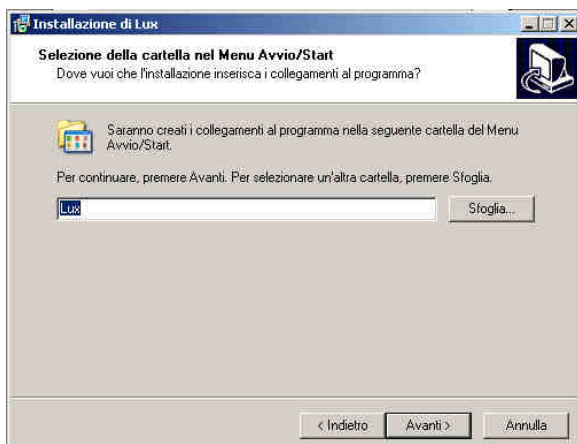 Installazione di Lux
Selezione della cartella nel Menu Avvio/Start
Dove vuoi che l'installazione inserisca i collegamenti al programma?
Saranno creati i collegamenti al programma nella seguente cartella del Menu
Avvio/Start.
Per continuare, premere Avanti. Per selezionare un'altra cartella, premere Sfoglia.
Lux
Sfoglia...
< Indietro
Avanti >
Annulla